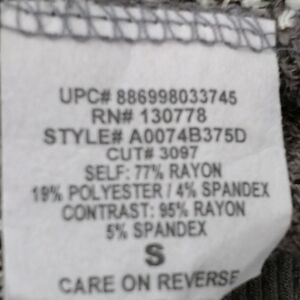 UPC# 886998033745
RN# 130778
STYLE# A0074B375D
CUT# 3097
SELF: 77% RAYON
19% POLYESTER / 4% SPANDEX
CONTRAST: 95% RAYON
5% SPANDEX
S
CARE ON REVERSE